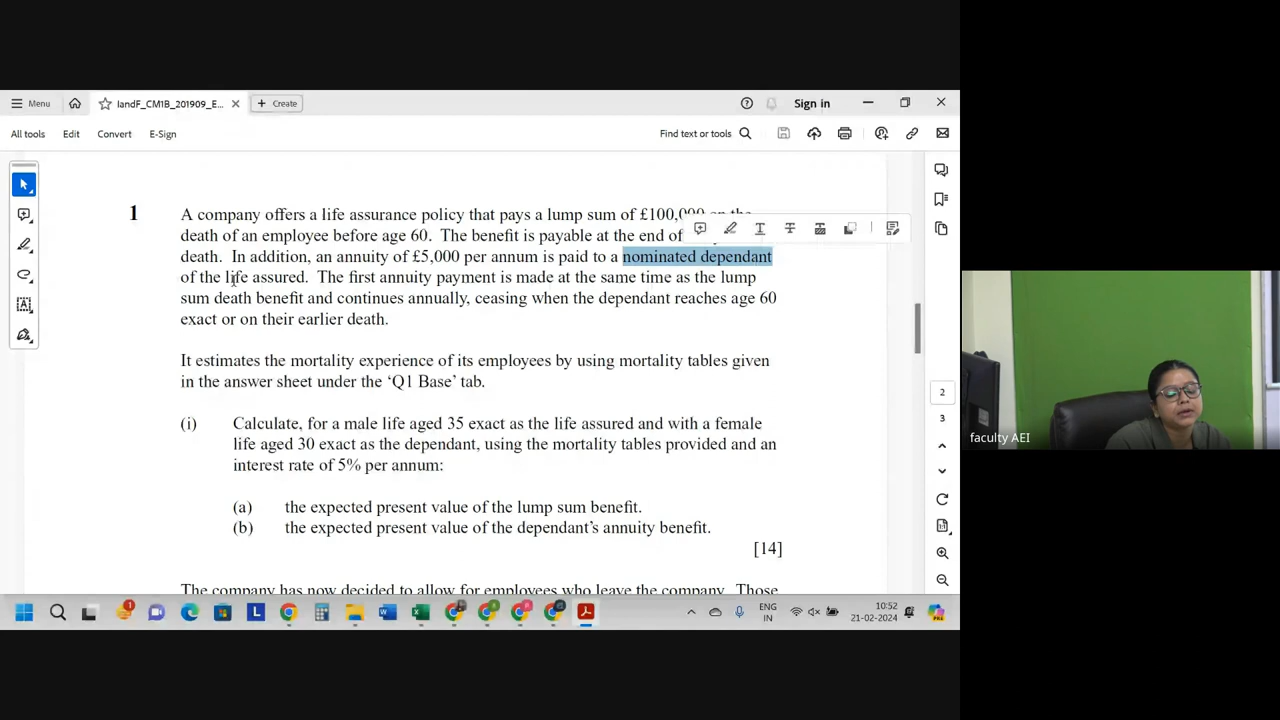 Menu
IandF_CM1B_201909_E...
Create
Sign in
All tools
Edit
Convert
E-Sign
Find text or tools
1
A company offers a life assurance policy that pays a lump sum of £100,000 on the
death of an employee before age 60. The benefit is payable at the end of
death. In addition, an annuity of £5,000 per annum is paid to a nominated dependant
of the life assured. The first annuity payment is made at the same time as the lump
sum death benefit and continues annually, ceasing when the dependant reaches age 60
exact or on their earlier death.
It estimates the mortality experience of its employees by using mortality tables given
in the answer sheet under the ‘Q1 Base’ tab.
(i) Calculate, for a male life aged 35 exact as the life assured and with a female
life aged 30 exact as the dependant, using the mortality tables provided and an
interest rate of 5% per annum:
(a) the expected present value of the lump sum benefit.
(b) the expected present value of the dependant’s annuity benefit.
[14]
The company has now decided to allow for employees who leave the company. Those
2
3
faculty AEI
ENG
IN
10:52
21-02-2024